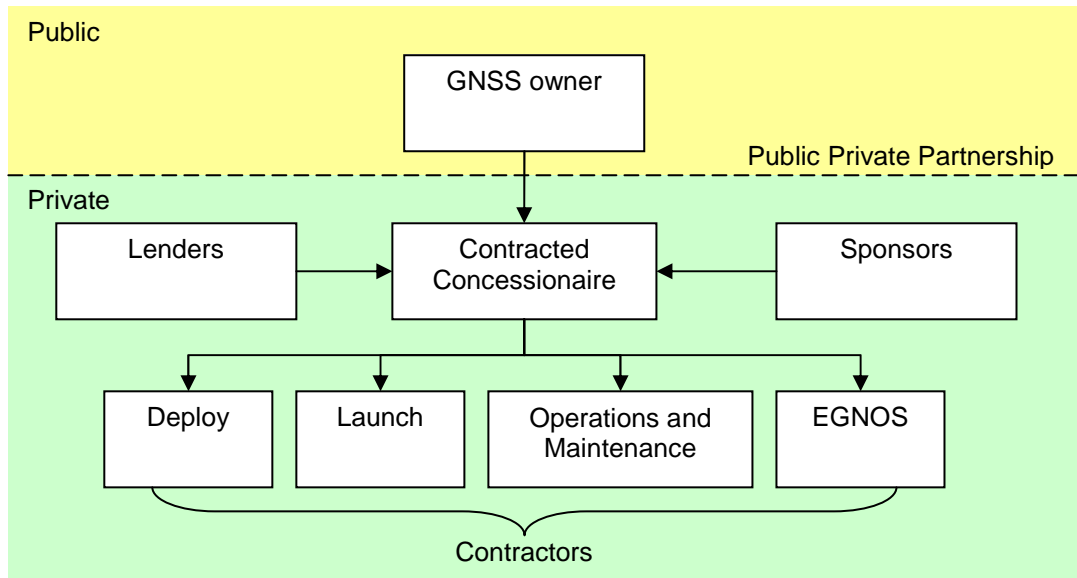 Public
GNSS owner
Public Private Partnership
Private
Lenders
Contracted
Concessionaire
Sponsors
Deploy
Launch
Operations and
Maintenance
EGNOS
Contractors